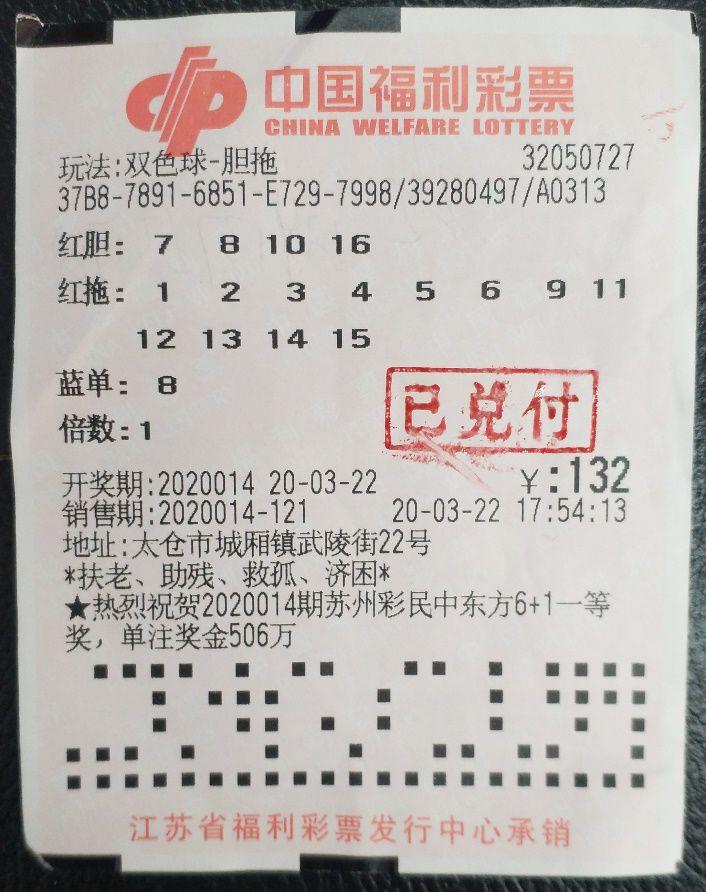 中国福利彩票
CHINA WELFARE LOTTERY
玩法:双色球-胆拖 32050727
37B8-7891-6851-E729-7998/39280497/A0313
红胆: 7 8 10 16
红拖: 1 2 3 4 5 6 9 11
12 13 14 15
蓝单: 8
已兑付
倍数:1
开奖期:2020014 20-03-22 ¥:132
销售期:2020014-121 20-03-22 17:54:13
地址:太仓市城厢镇武陵街22号
*扶老、助残、救孤、济困*
★热烈祝贺2020014期苏州彩民中东方6+1一等
奖，单注奖金506万
江苏省福利彩票发行中心承销